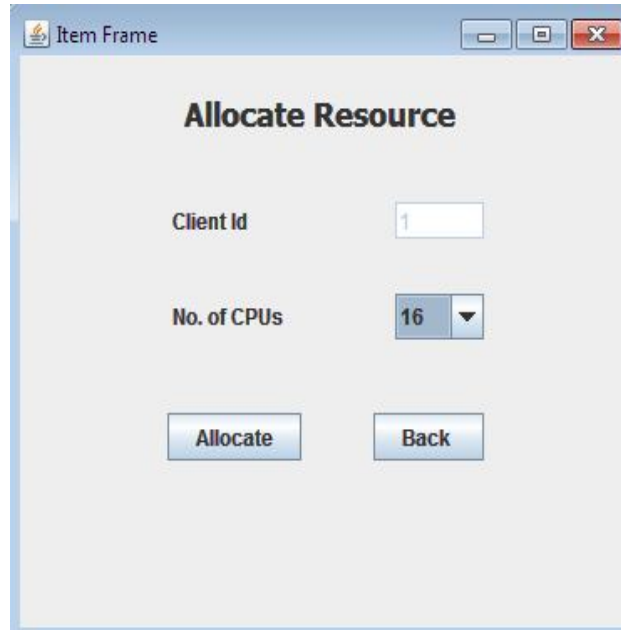 Item Frame
Allocate Resource
Client Id 1
No. of CPUs 16
Allocate Back